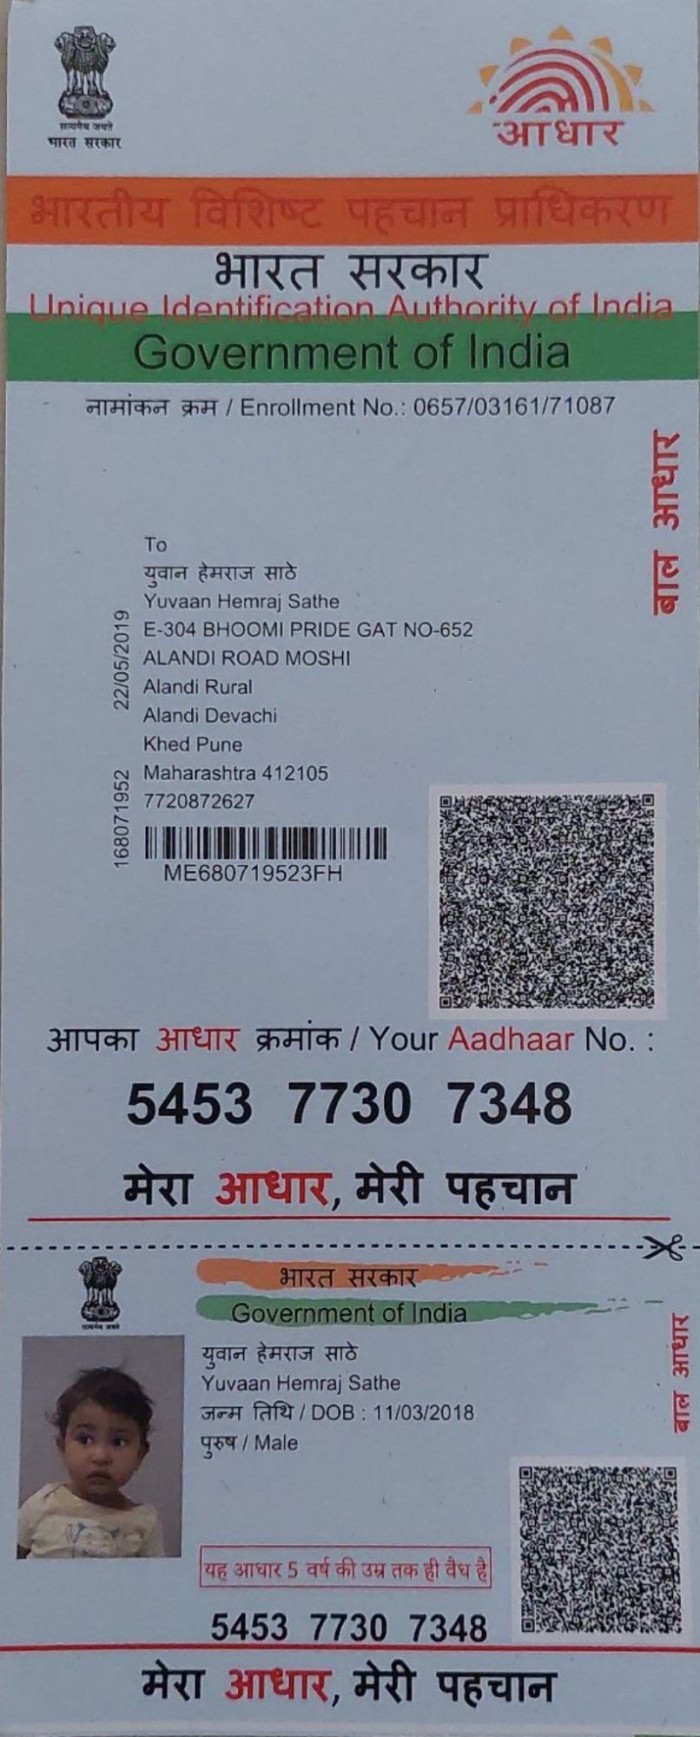 सत्यमेव जयते
भारत सरकार
आधार
भारतीय विशिष्ट पहचान प्राधिकरण
भारत सरकार
Unique Identification Authority of India
Government of India
नामांकन क्रम / Enrollment No.: 0657/03161/71087
बाल आधार
To
युवान हेमराज साठे
Yuvaan Hemraj Sathe
E-304 BHOOMI PRIDE GAT NO-652
ALANDI ROAD MOSHI
Alandi Rural
Alandi Devachi
Khed Pune
Maharashtra 412105
7720872627
22/05/2019
168071952
ME680719523FH
आपका आधार क्रमांक / Your Aadhaar No. :
5453 7730 7348
मेरा आधार, मेरी पहचान
भारत सरकार
Government of India
सत्यमेव जयते
युवान हेमराज साठे
Yuvaan Hemraj Sathe
जन्म तिथि / DOB : 11/03/2018
पुरुष / Male
बाल आधार
यह आधार 5 वर्ष की उम्र तक ही वैध है
5453 7730 7348
मेरा आधार, मेरी पहचान